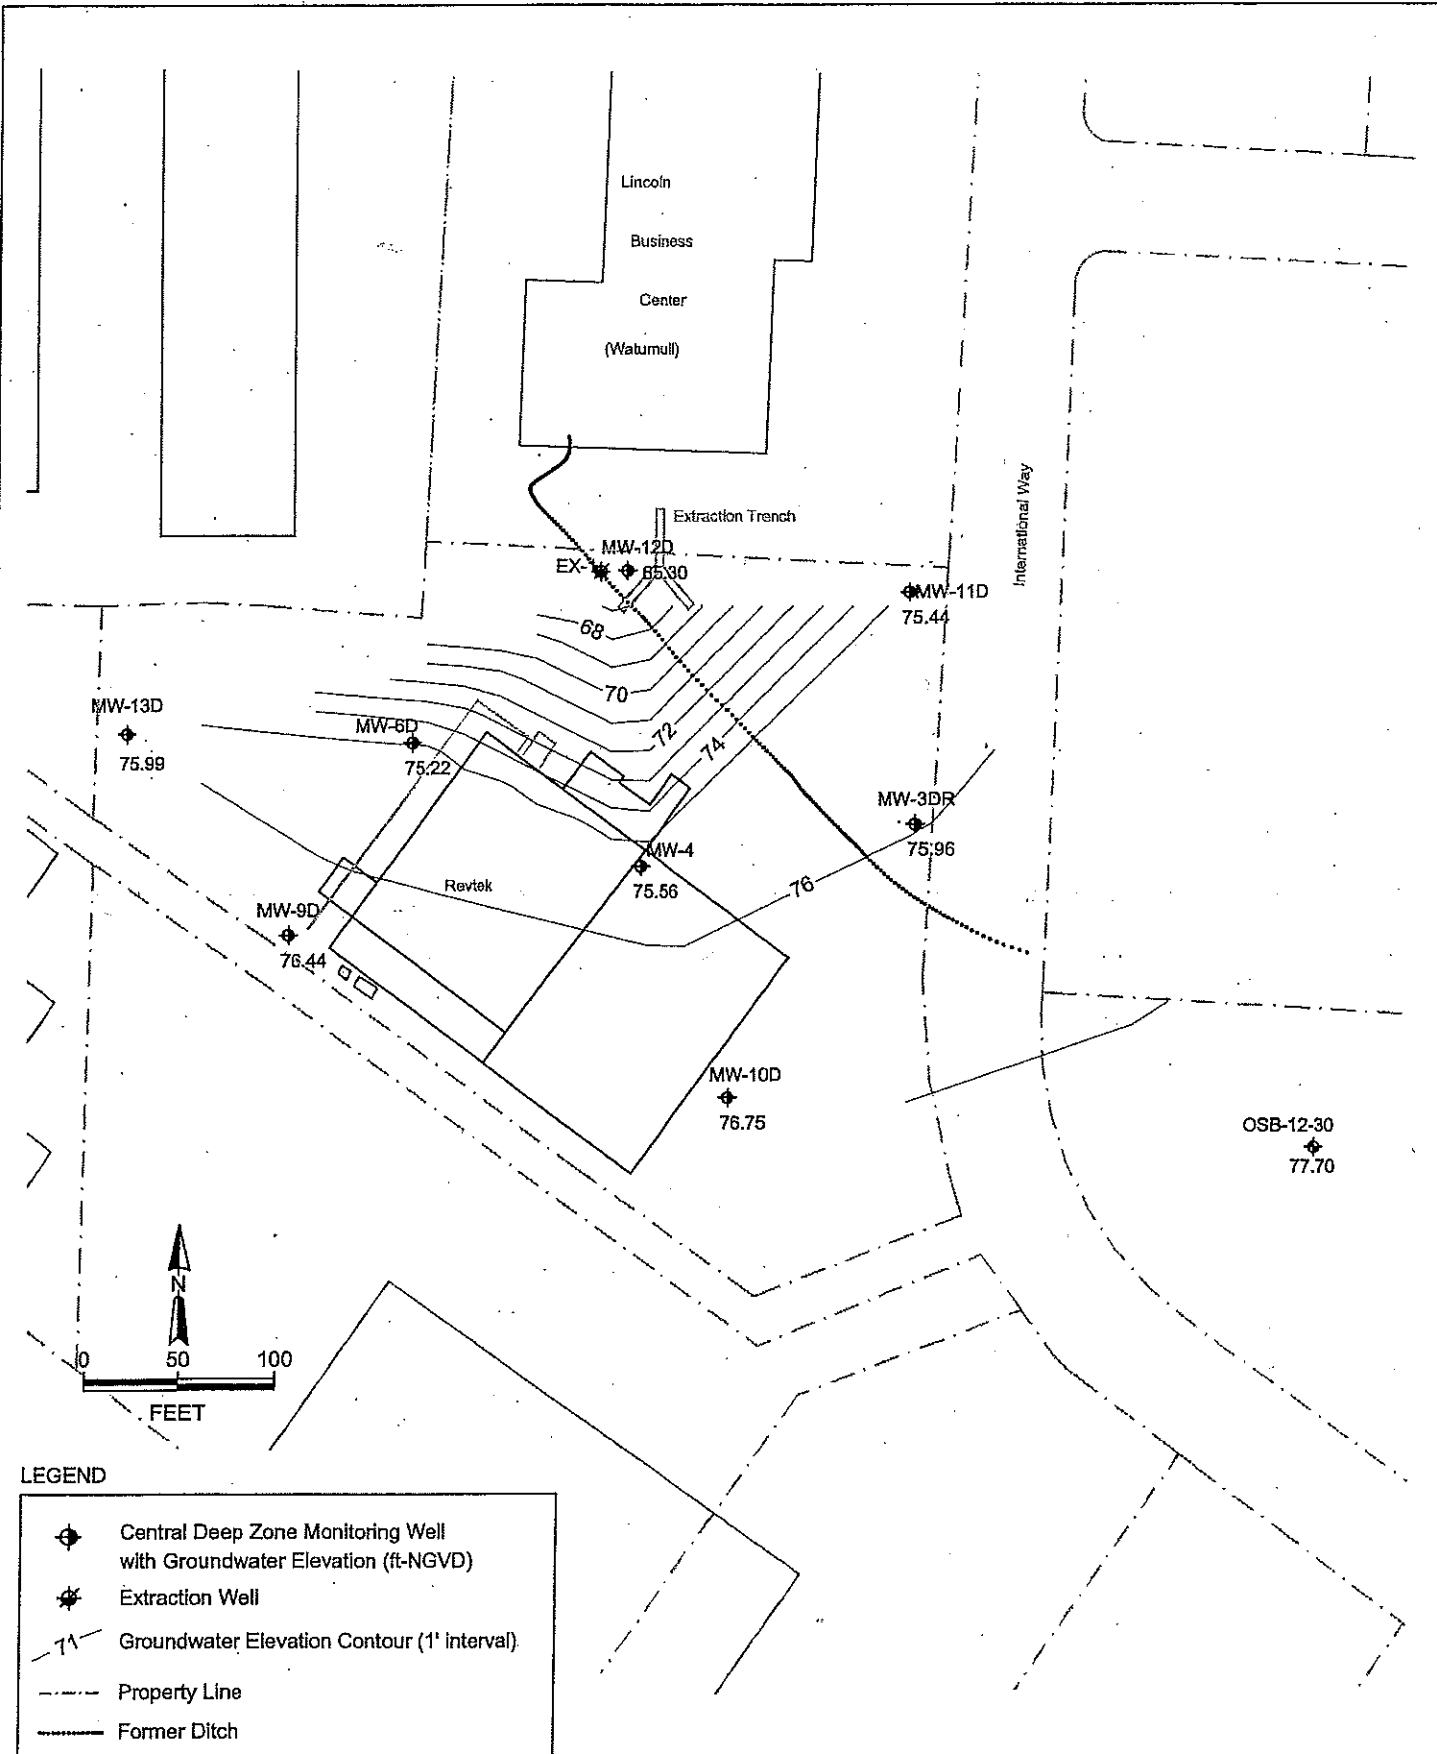 Lincoln
Business
Center
(Watumull)
International Way
Extraction Trench
MW-12D
EX-1
65.30
MW-11D
75.44
68
70
72
74
MW-13D
75.99
MW-6D
75.22
MW-3DR
75.96
MW-4
75.56
76
Revtek
MW-9D
76.44
MW-10D
76.75
OSB-12-30
77.70
N
0 50 100
FEET
LEGEND
Central Deep Zone Monitoring Well
with Groundwater Elevation (ft-NGVD)
Extraction Well
71
Groundwater Elevation Contour (1' interval)
Property Line
Former Ditch